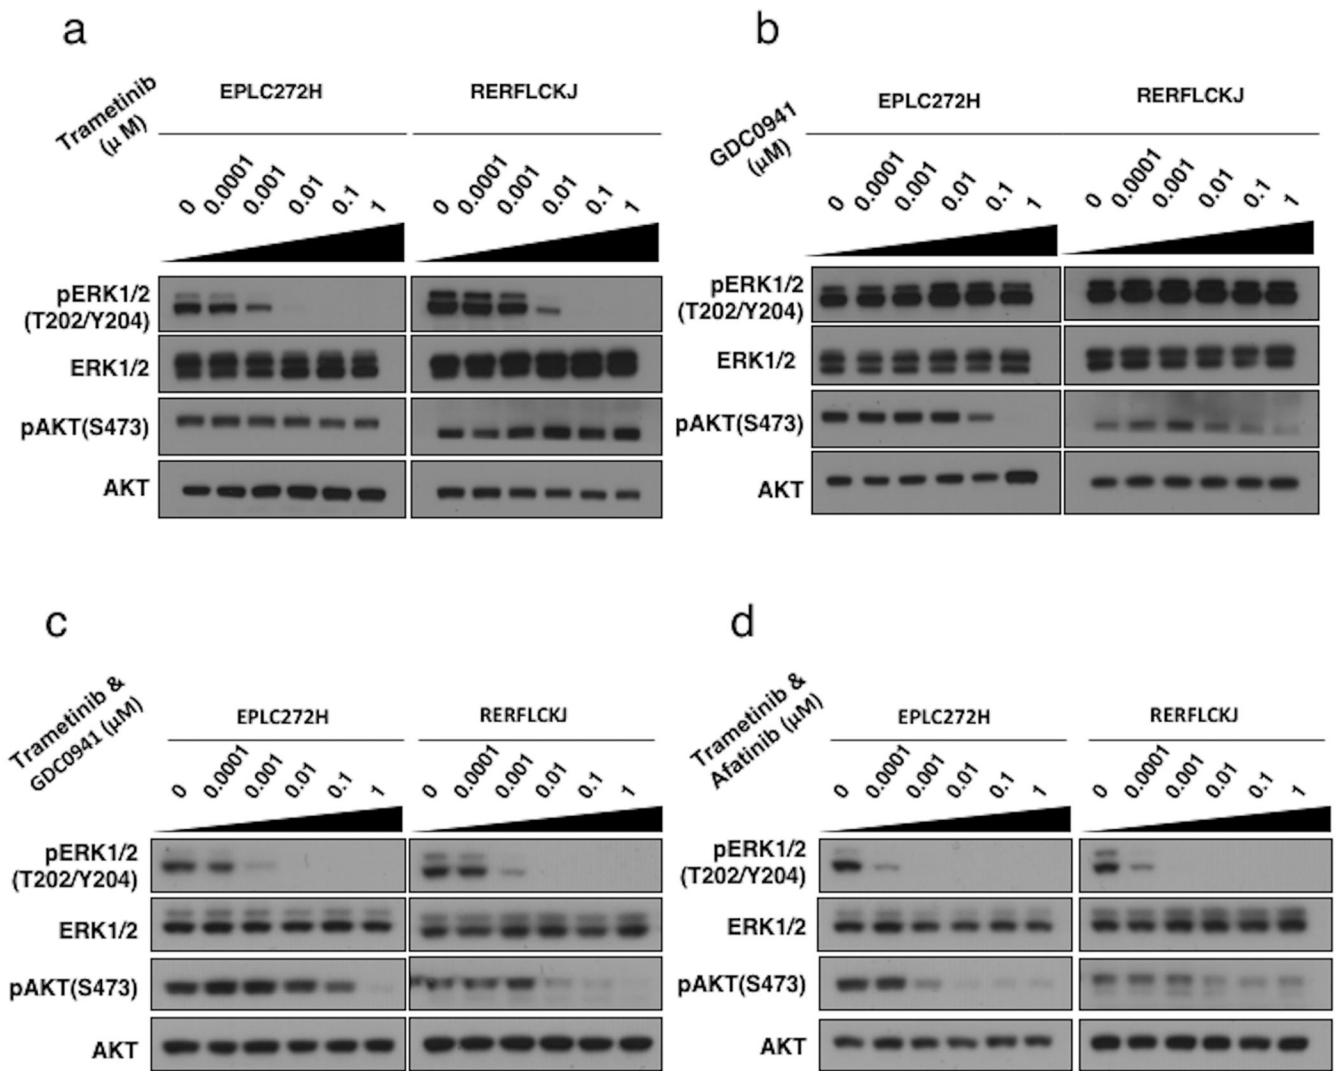 a
Trametinib
(μ M)
EPLC272H
RERFLCKJ
0 0.0001 0.001 0.01 0.1 1
0 0.0001 0.001 0.01 0.1 1
pERK1/2
(T202/Y204)
ERK1/2
pAKT(S473)
AKT
b
GDC0941
(μM)
EPLC272H
RERFLCKJ
0 0.0001 0.001 0.01 0.1 1
0 0.0001 0.001 0.01 0.1 1
pERK1/2
(T202/Y204)
ERK1/2
pAKT(S473)
AKT
c
Trametinib &
GDC0941 (μM)
EPLC272H
RERFLCKJ
0 0.0001 0.001 0.01 0.1 1
0 0.0001 0.001 0.01 0.1 1
pERK1/2
(T202/Y204)
ERK1/2
pAKT(S473)
AKT
d
Trametinib &
Afatinib (μM)
EPLC272H
RERFLCKJ
0 0.0001 0.001 0.01 0.1 1
0 0.0001 0.001 0.01 0.1 1
pERK1/2
(T202/Y204)
ERK1/2
pAKT(S473)
AKT